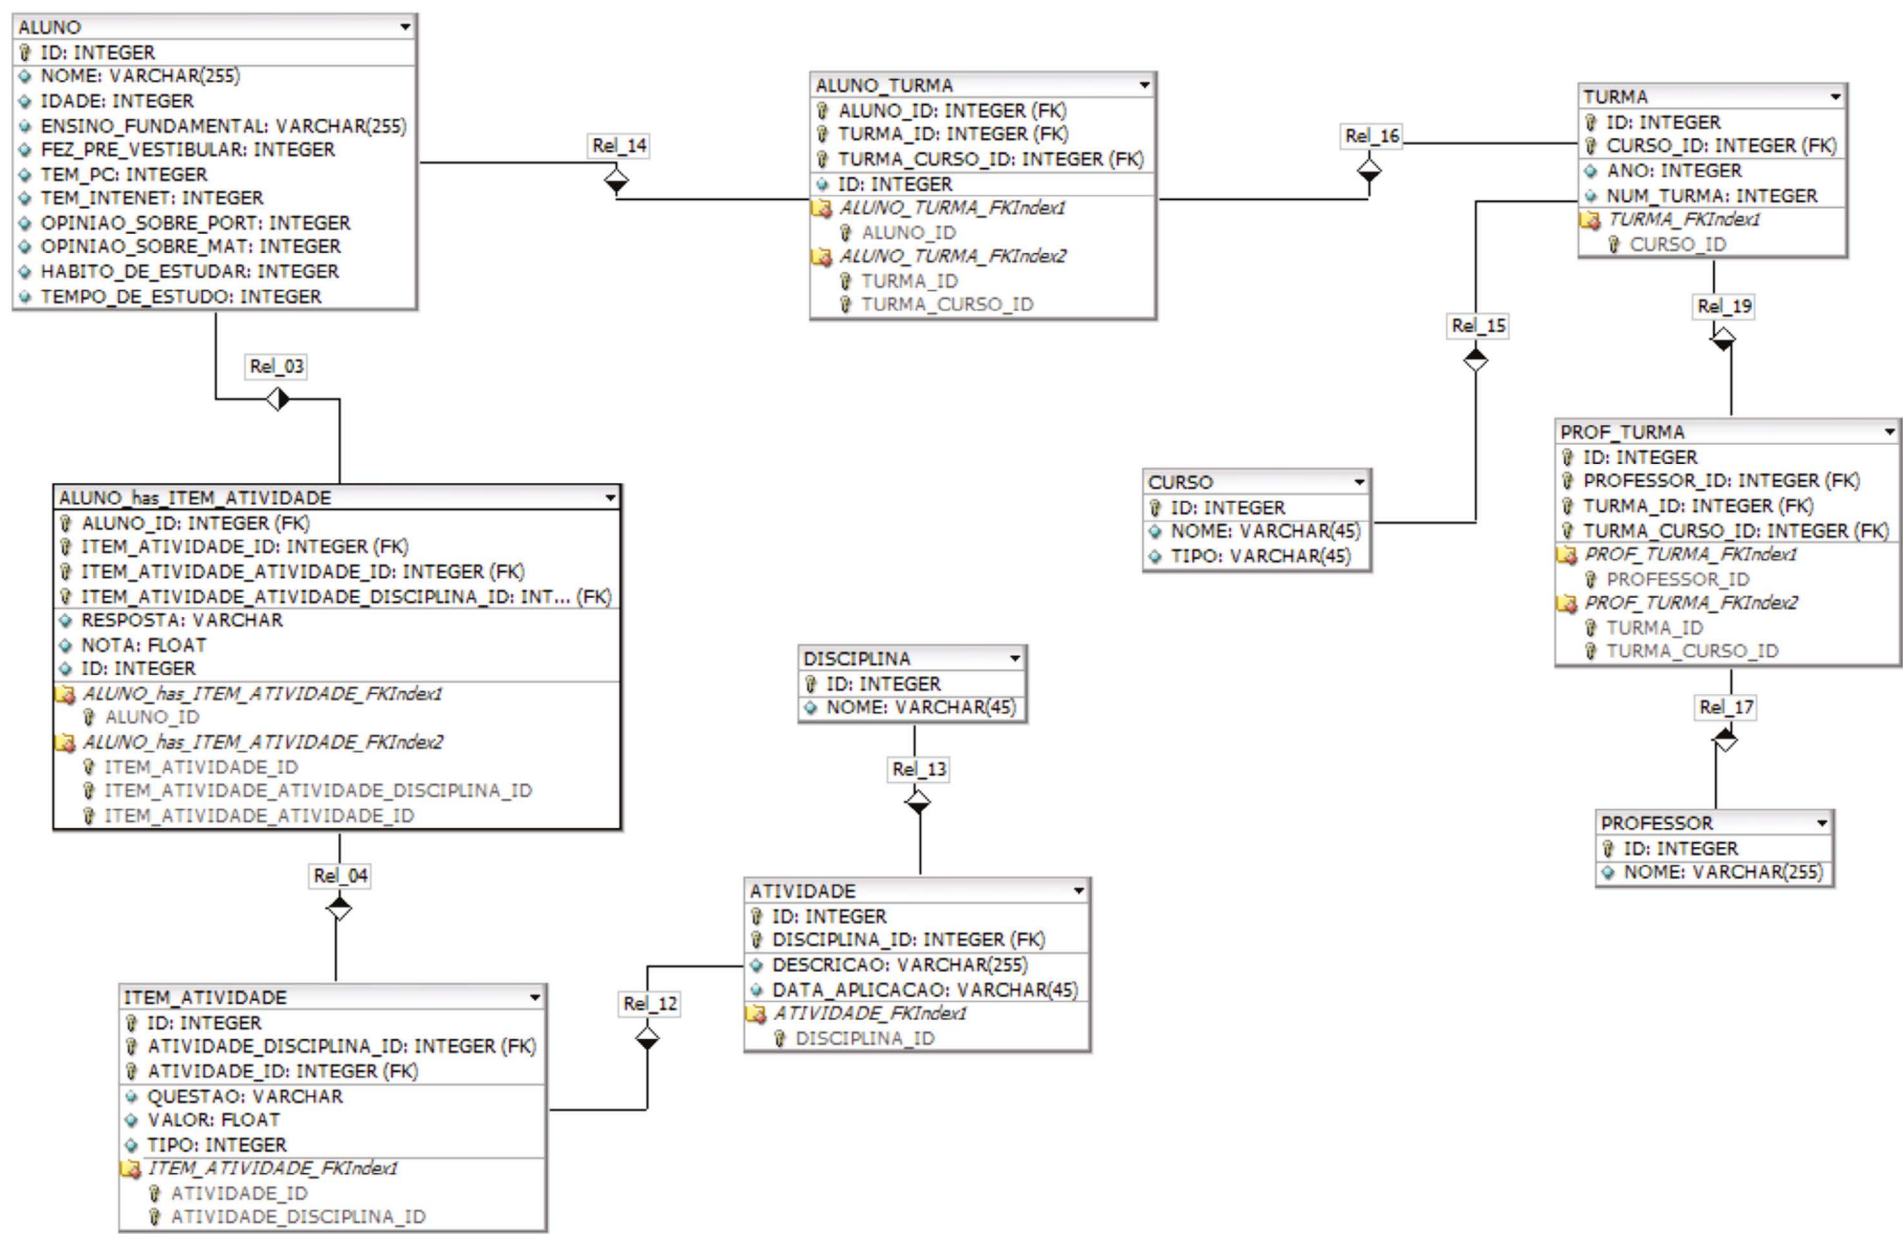 ALUNO
ID: INTEGER
NOME: VARCHAR(255)
IDADE: INTEGER
ENSINO_FUNDAMENTAL: VARCHAR(255)
FEZ_PRE_VESTIBULAR: INTEGER
TEM_PC: INTEGER
TEM_INTENET: INTEGER
OPINIAO_SOBRE_PORT: INTEGER
OPINIAO_SOBRE_MAT: INTEGER
HABITO_DE_ESTUDAR: INTEGER
TEMPO_DE_ESTUDO: INTEGER
Rel_14
ALUNO_TURMA
ALUNO_ID: INTEGER (FK)
TURMA_ID: INTEGER (FK)
TURMA_CURSO_ID: INTEGER (FK)
ID: INTEGER
ALUNO_TURMA_FKIndex1
ALUNO_ID
ALUNO_TURMA_FKIndex2
TURMA_ID
TURMA_CURSO_ID
Rel_16
TURMA
ID: INTEGER
CURSO_ID: INTEGER (FK)
ANO: INTEGER
NUM_TURMA: INTEGER
TURMA_FKIndex1
CURSO_ID
Rel_15
Rel_19
Rel_03
CURSO
ID: INTEGER
NOME: VARCHAR(45)
TIPO: VARCHAR(45)
PROF_TURMA
ID: INTEGER
PROFESSOR_ID: INTEGER (FK)
TURMA_ID: INTEGER (FK)
TURMA_CURSO_ID: INTEGER (FK)
PROF_TURMA_FKIndex1
PROFESSOR_ID
PROF_TURMA_FKIndex2
TURMA_ID
TURMA_CURSO_ID
ALUNO_has_ITEM_ATIVIDADE
ALUNO_ID: INTEGER (FK)
ITEM_ATIVIDADE_ID: INTEGER (FK)
ITEM_ATIVIDADE_ATIVIDADE_ID: INTEGER (FK)
ITEM_ATIVIDADE_ATIVIDADE_DISCIPLINA_ID: INT... (FK)
RESPOSTA: VARCHAR
NOTA: FLOAT
ID: INTEGER
ALUNO_has_ITEM_ATIVIDADE_FKIndex1
ALUNO_ID
ALUNO_has_ITEM_ATIVIDADE_FKIndex2
ITEM_ATIVIDADE_ID
ITEM_ATIVIDADE_ATIVIDADE_DISCIPLINA_ID
ITEM_ATIVIDADE_ATIVIDADE_ID
DISCIPLINA
ID: INTEGER
NOME: VARCHAR(45)
Rel_13
Rel_17
PROFESSOR
ID: INTEGER
NOME: VARCHAR(255)
Rel_04
ATIVIDADE
ID: INTEGER
DISCIPLINA_ID: INTEGER (FK)
DESCRICAO: VARCHAR(255)
DATA_APLICACAO: VARCHAR(45)
ATIVIDADE_FKIndex1
DISCIPLINA_ID
Rel_12
ITEM_ATIVIDADE
ID: INTEGER
ATIVIDADE_DISCIPLINA_ID: INTEGER (FK)
ATIVIDADE_ID: INTEGER (FK)
QUESTAO: VARCHAR
VALOR: FLOAT
TIPO: INTEGER
ITEM_ATIVIDADE_FKIndex1
ATIVIDADE_ID
ATIVIDADE_DISCIPLINA_ID